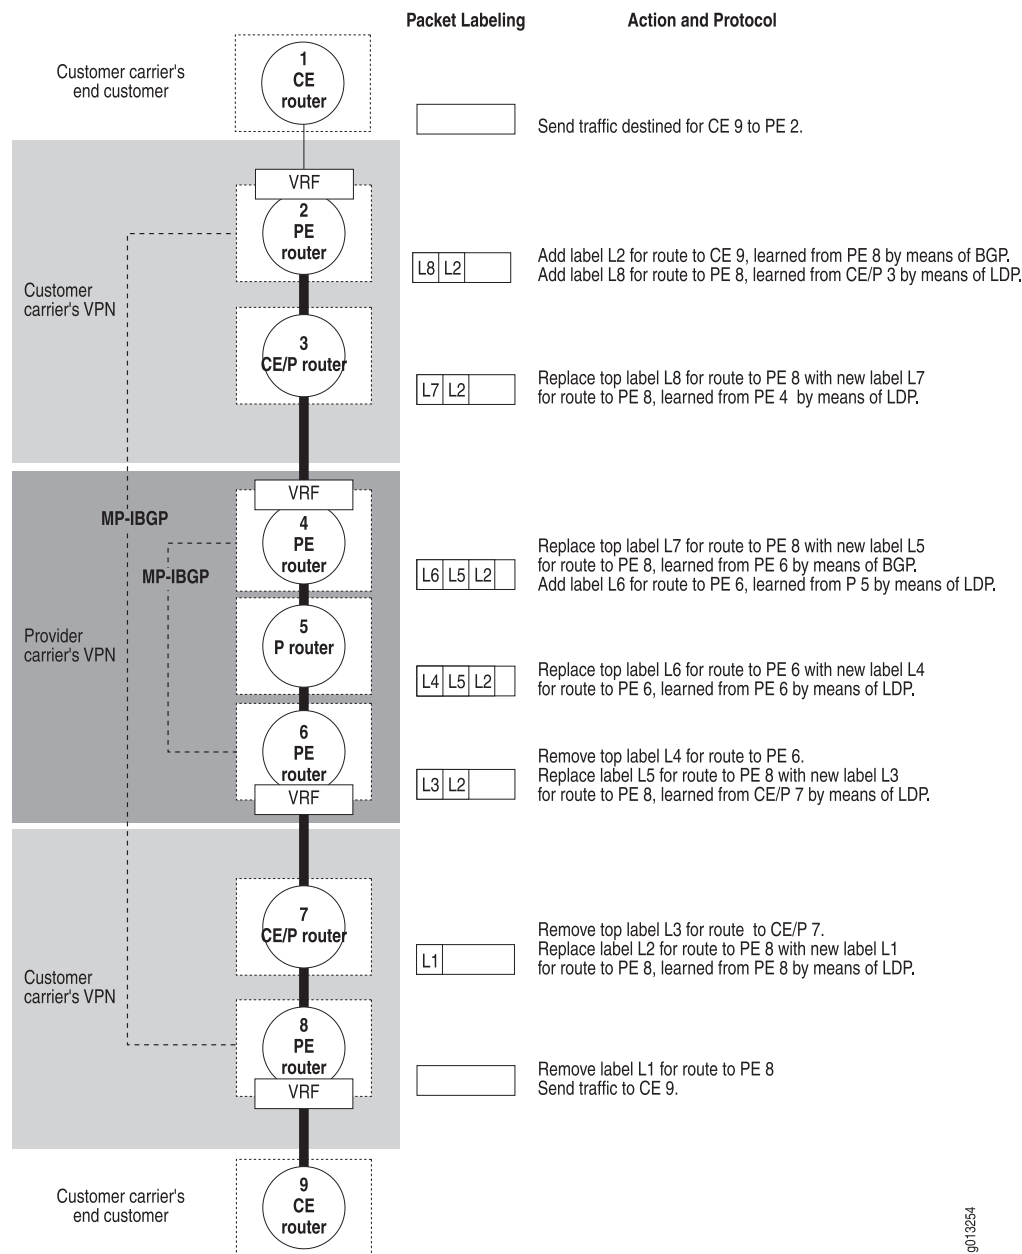 Packet Labeling
Action and Protocol
Customer carrier's
end customer
1
CE
router
Send traffic destined for CE 9 to PE 2.
VRF
2
PE
router
L8 L2
Add label L2 for route to CE 9, learned from PE 8 by means of BGP.
Add label L8 for route to PE 8, learned from CE/P 3 by means of LDP.
Customer
carrier's VPN
3
CE/P router
L7 L2
Replace top label L8 for route to PE 8 with new label L7
for route to PE 8, learned from PE 4 by means of LDP.
VRF
MP-IBGP
4
PE
router
MP-IBGP
L6 L5 L2
Replace top label L7 for route to PE 8 with new label L5
for route to PE 8, learned from PE 6 by means of BGP.
Add label L6 for route to PE 6, learned from P 5 by means of LDP.
Provider
carrier's VPN
5
P router
L4 L5 L2
Replace top label L6 for route to PE 6 with new label L4
for route to PE 6, learned from PE 6 by means of LDP.
6
PE
router
VRF
L3 L2
Remove top label L4 for route to PE 6.
Replace label L5 for route to PE 8 with new label L3
for route to PE 8, learned from CE/P 7 by means of LDP.
7
CE/P router
L1
Remove top label L3 for route to CE/P 7.
Replace label L2 for route to PE 8 with new label L1
for route to PE 8, learned from PE 8 by means of LDP.
Customer
carrier's VPN
8
PE
router
VRF
Remove label L1 for route to PE 8
Send traffic to CE 9.
Customer carrier's
end customer
9
CE
router
g013254